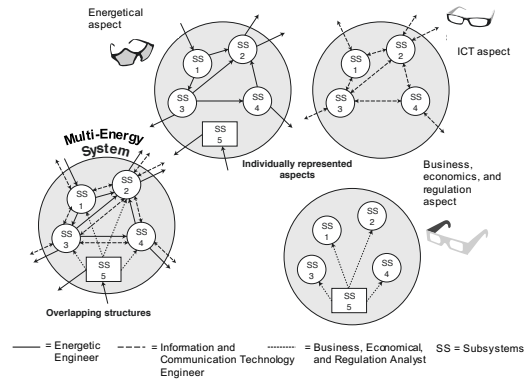 Energetical
aspect
SS
1
SS
2
SS
3
SS
4
SS
5
ICT aspect
:
SS
1
SS
2
SS
3
SS
4
Individually represented
aspects
Multi-Energy
System
SS
1
SS
2
SS
3
SS
4
SS
5
Overlapping structures
Business,
economics, and
regulation
aspect
SS
1
SS
2
SS
3
SS
4
SS
5
= Energetic
Engineer
= Information and
Communication Technology
Engineer
= Business, Economical,
and Regulation Analyst
SS = Subsystems